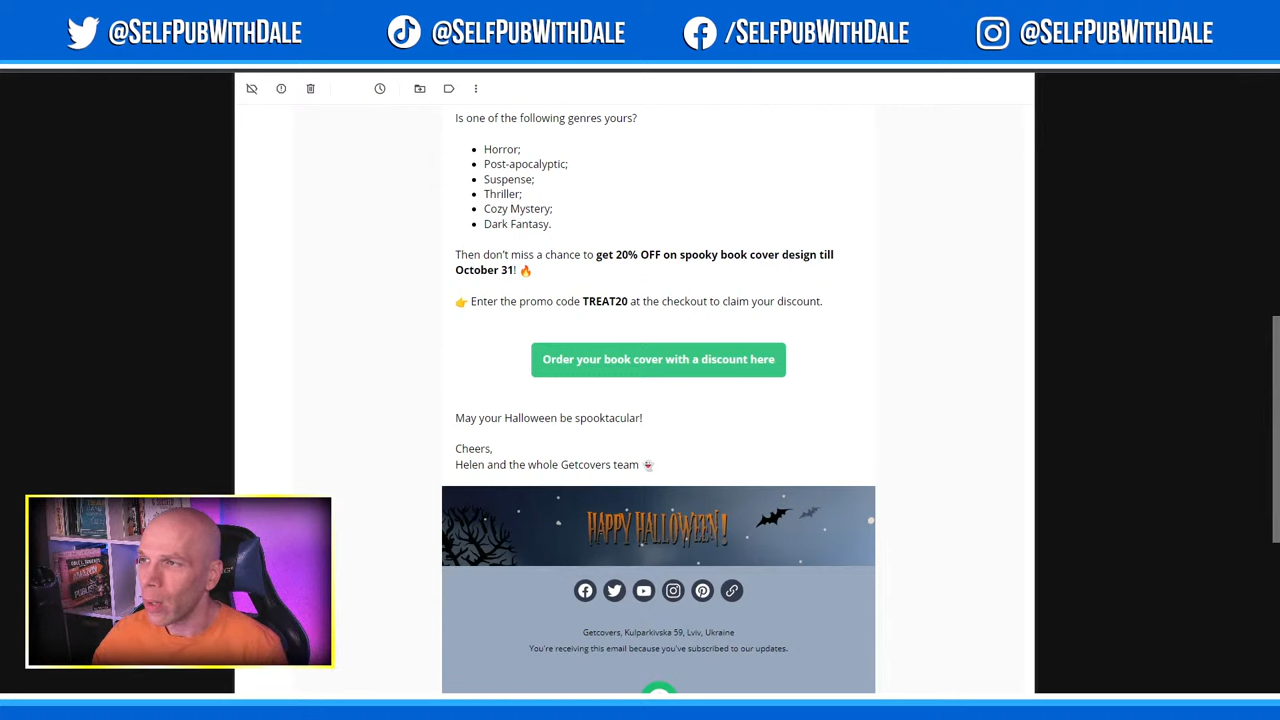 @SELFPUBWITHDALE @SELFPUBWITHDALE /SELFPUBWITHDALE @SELFPUBWITHDALE
Is one of the following genres yours?
• Horror;
• Post-apocalyptic;
• Suspense;
• Thriller;
• Cozy Mystery;
• Dark Fantasy.
Then don't miss a chance to get 20% OFF on spooky book cover design till
October 31! 🔥
👉 Enter the promo code TREAT20 at the checkout to claim your discount.
Order your book cover with a discount here
May your Halloween be spooktacular!
Cheers,
Helen and the whole Getcovers team 👻
HAPPY HALLOWEEN!
Getcovers, Kulparkivska 59, Lviv, Ukraine
You're receiving this email because you've subscribed to our updates.